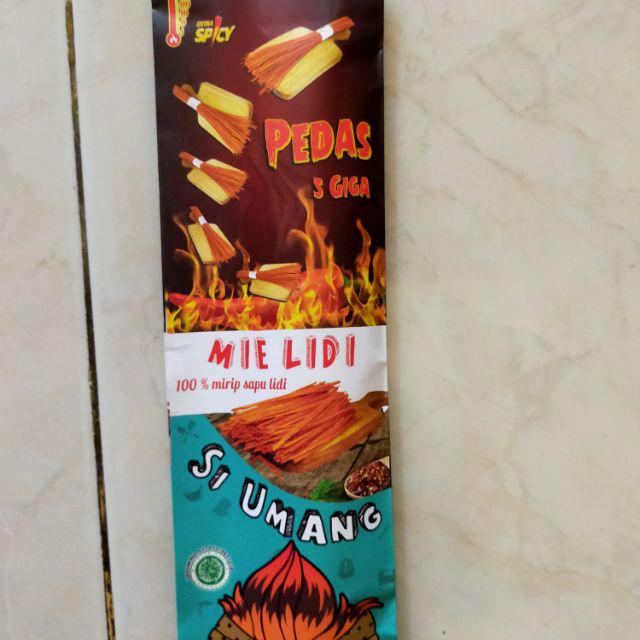 EXTRA
SPICY
PEDAS
5 GIGA
MIE LIDI
100 % mirip sapu lidi
SI UMANG